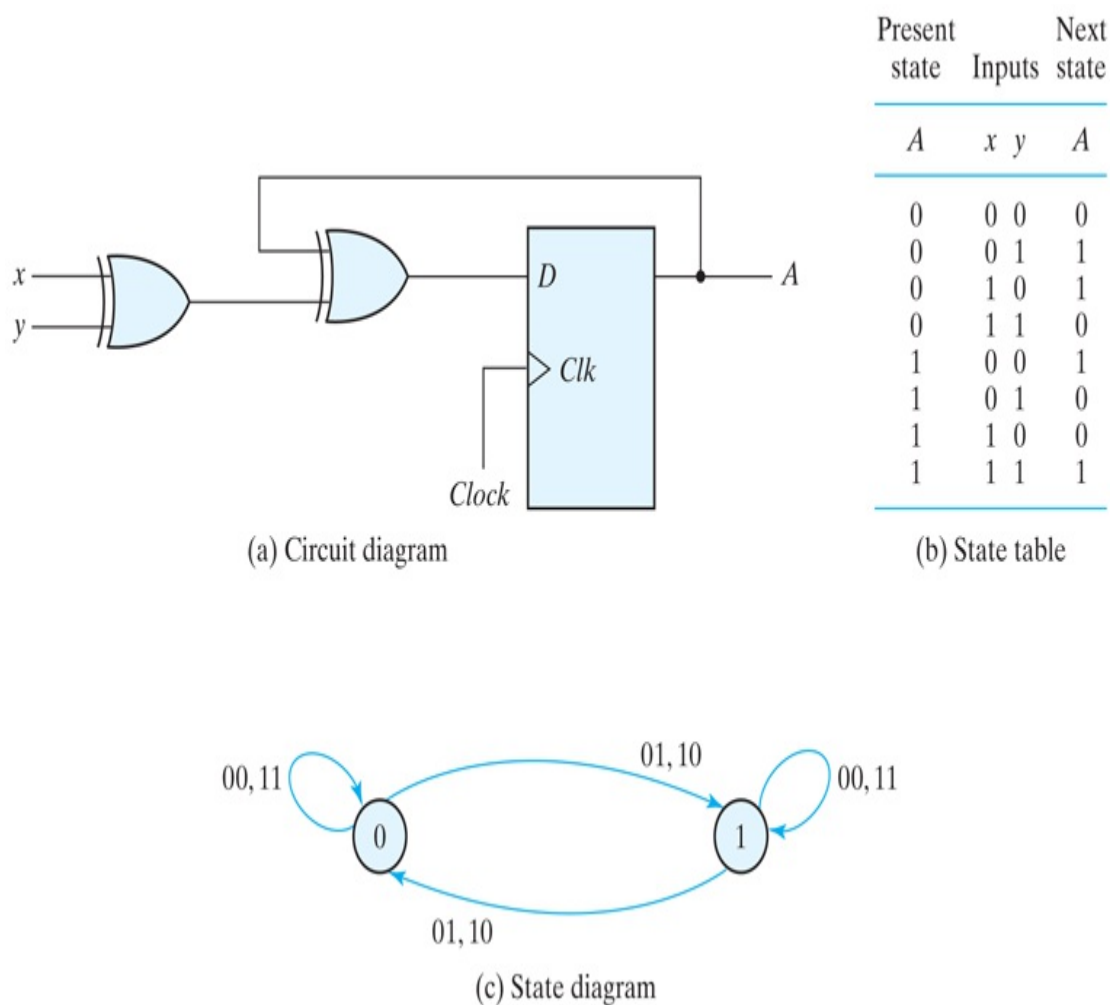 Present Next
state Inputs state
A x y A
0 0 0 0
0 0 1 1
0 1 0 1
0 1 1 0
1 0 0 1
1 0 1 0
1 1 0 0
1 1 1 1
(b) State table
x
y
D
A
Clk
Clock
(a) Circuit diagram
00, 11
01, 10
00, 11
0
1
01, 10
(c) State diagram